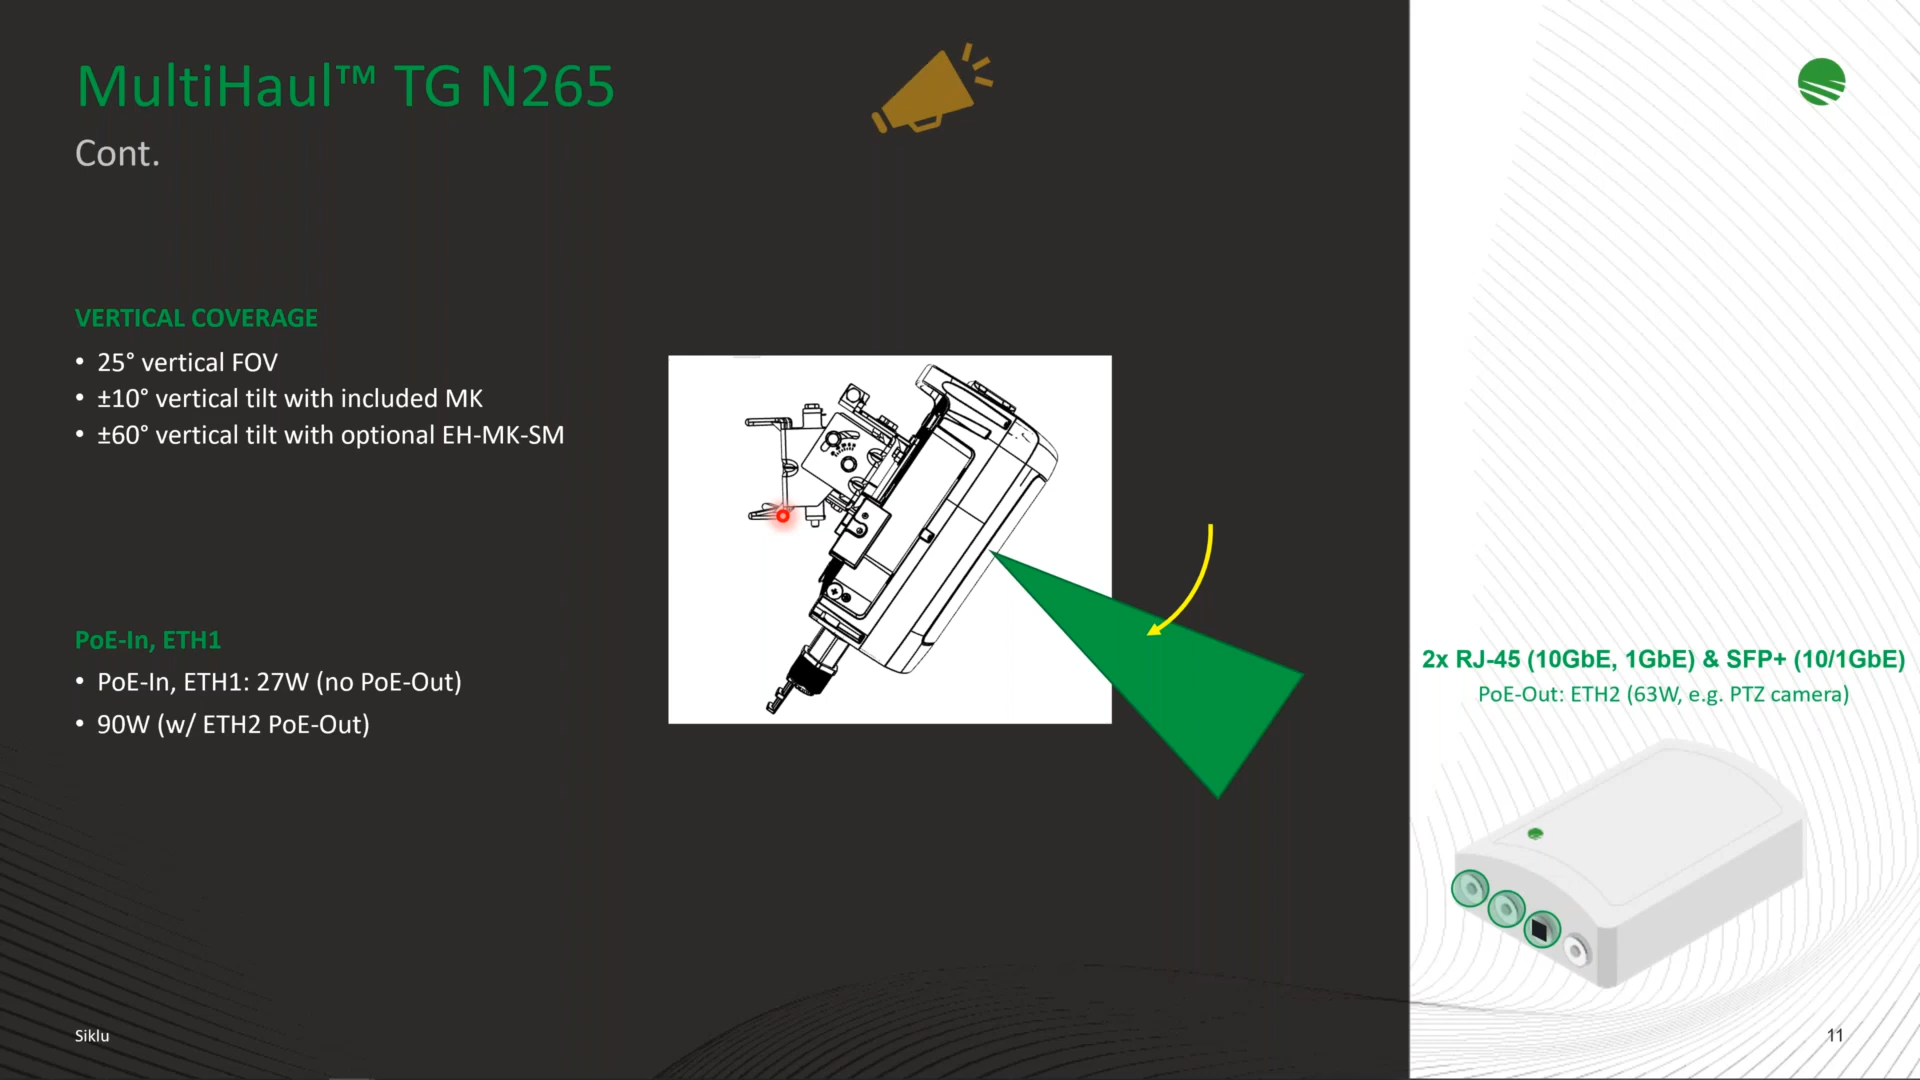 MultiHaul™ TG N265
Cont.
VERTICAL COVERAGE
• 25° vertical FOV
• ±10° vertical tilt with included MK
• ±60° vertical tilt with optional EH-MK-SM
PoE-In, ETH1
• PoE-In, ETH1: 27W (no PoE-Out)
• 90W (w/ ETH2 PoE-Out)
2x RJ-45 (10GbE, 1GbE) & SFP+ (10/1GbE)
PoE-Out: ETH2 (63W, e.g. PTZ camera)
Siklu
11